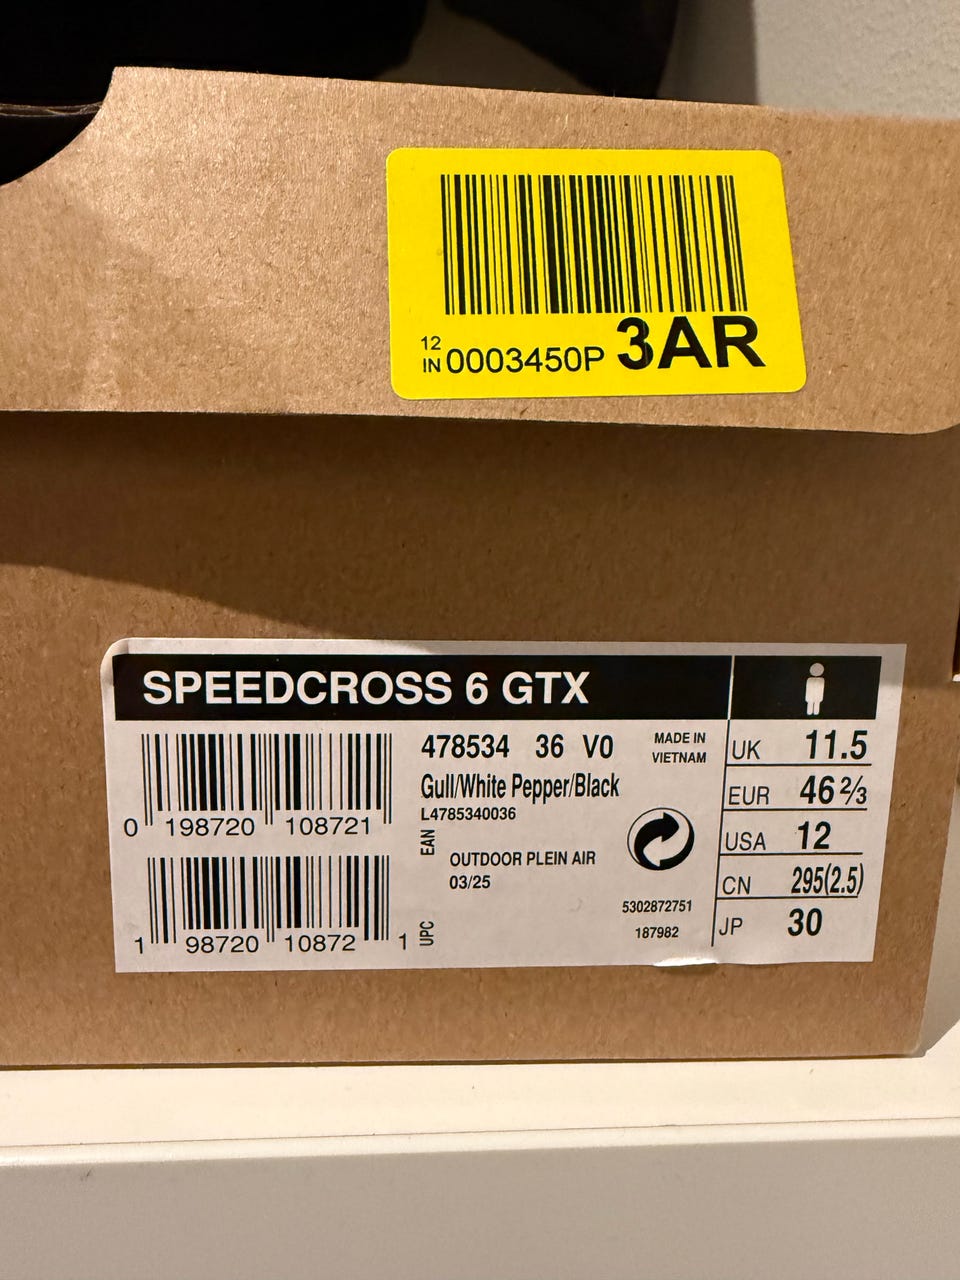 12
IN 0003450P 3AR
SPEEDCROSS 6 GTX
478534 36 V0
Gull/White Pepper/Black
L4785340036
0 198720 108721
EAN
OUTDOOR PLEIN AIR
03/25
1 98720 10872 1
UPC
MADE IN
VIETNAM
5302872751
187982
UK 11.5
EUR 46 2/3
USA 12
CN 295(2.5)
JP 30